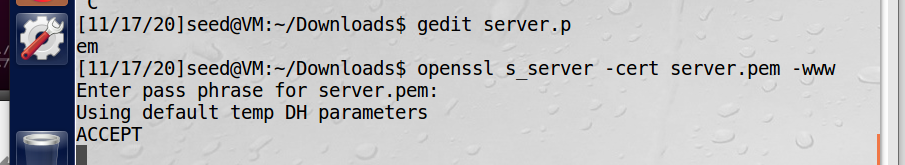 ^C
[11/17/20]seed@VM:~/Downloads$ gedit server.p
em
[11/17/20]seed@VM:~/Downloads$ openssl s_server -cert server.pem -www
Enter pass phrase for server.pem:
Using default temp DH parameters
ACCEPT